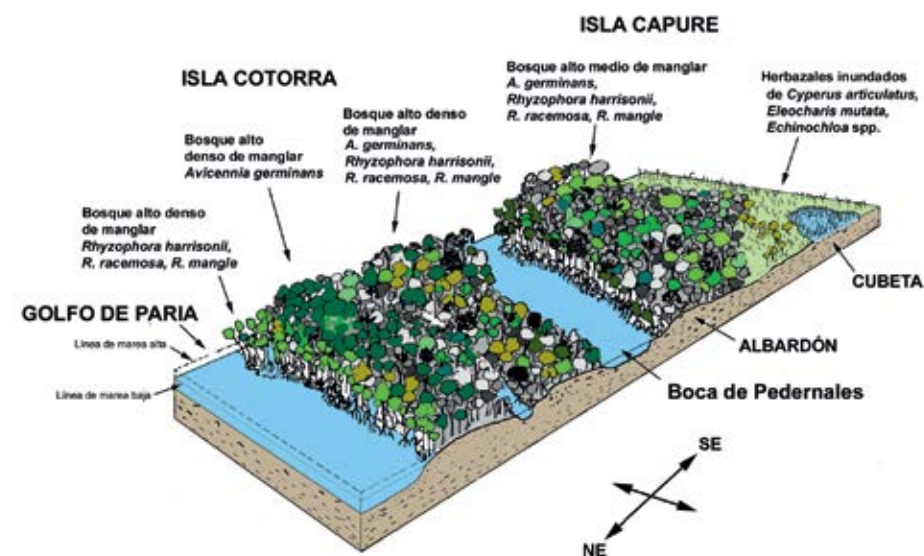 ISLA CAPURE
ISLA COTORRA
Bosque alto medio de manglar
A. germinans,
Rhyzophora harrisonii,
R. racemosa, R. mangle
Herbazales inundados
de Cyperus articulatus,
Eleocharis mutata,
Echinochloa spp.
Bosque alto denso
de manglar
A. germinans,
Rhyzophora harrisonii,
R. racemosa, R. mangle
Bosque alto
denso de manglar
Avicennia germinans
Bosque alto denso
de manglar
Rhyzophora harrisonii,
R. racemosa, R. mangle
GOLFO DE PARIA
Línea de marea alta
Línea de marea baja
CUBETA
ALBARDÓN
Boca de Pedernales
SE
NE